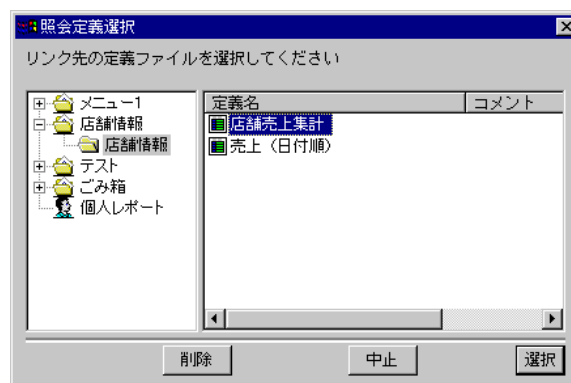 照会定義選択
リンク先の定義ファイルを選択してください
メニュー1
店舗情報
店舗情報
テスト
ごみ箱
個人レポート
定義名 コメント
店舗売上集計
売上（日付順）
削除 中止 選択